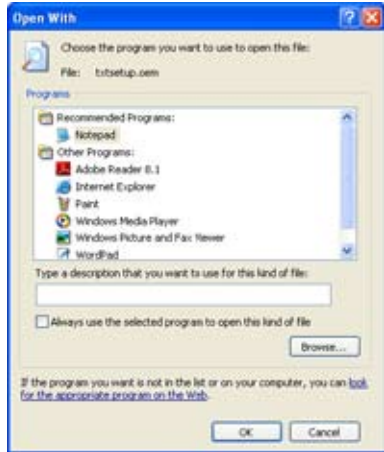 Open With
Choose the program you want to use to open this file:
File: txtsetup.oem
Programs
Recommended Programs:
Notepad
Other Programs:
Adobe Reader 8.1
Internet Explorer
Paint
Windows Media Player
Windows Picture and Fax Viewer
WordPad
Type a description that you want to use for this kind of file:
Always use the selected program to open this kind of file
Browse...
If the program you want is not in the list or on your computer, you can look
for the appropriate program on the Web.
OK Cancel